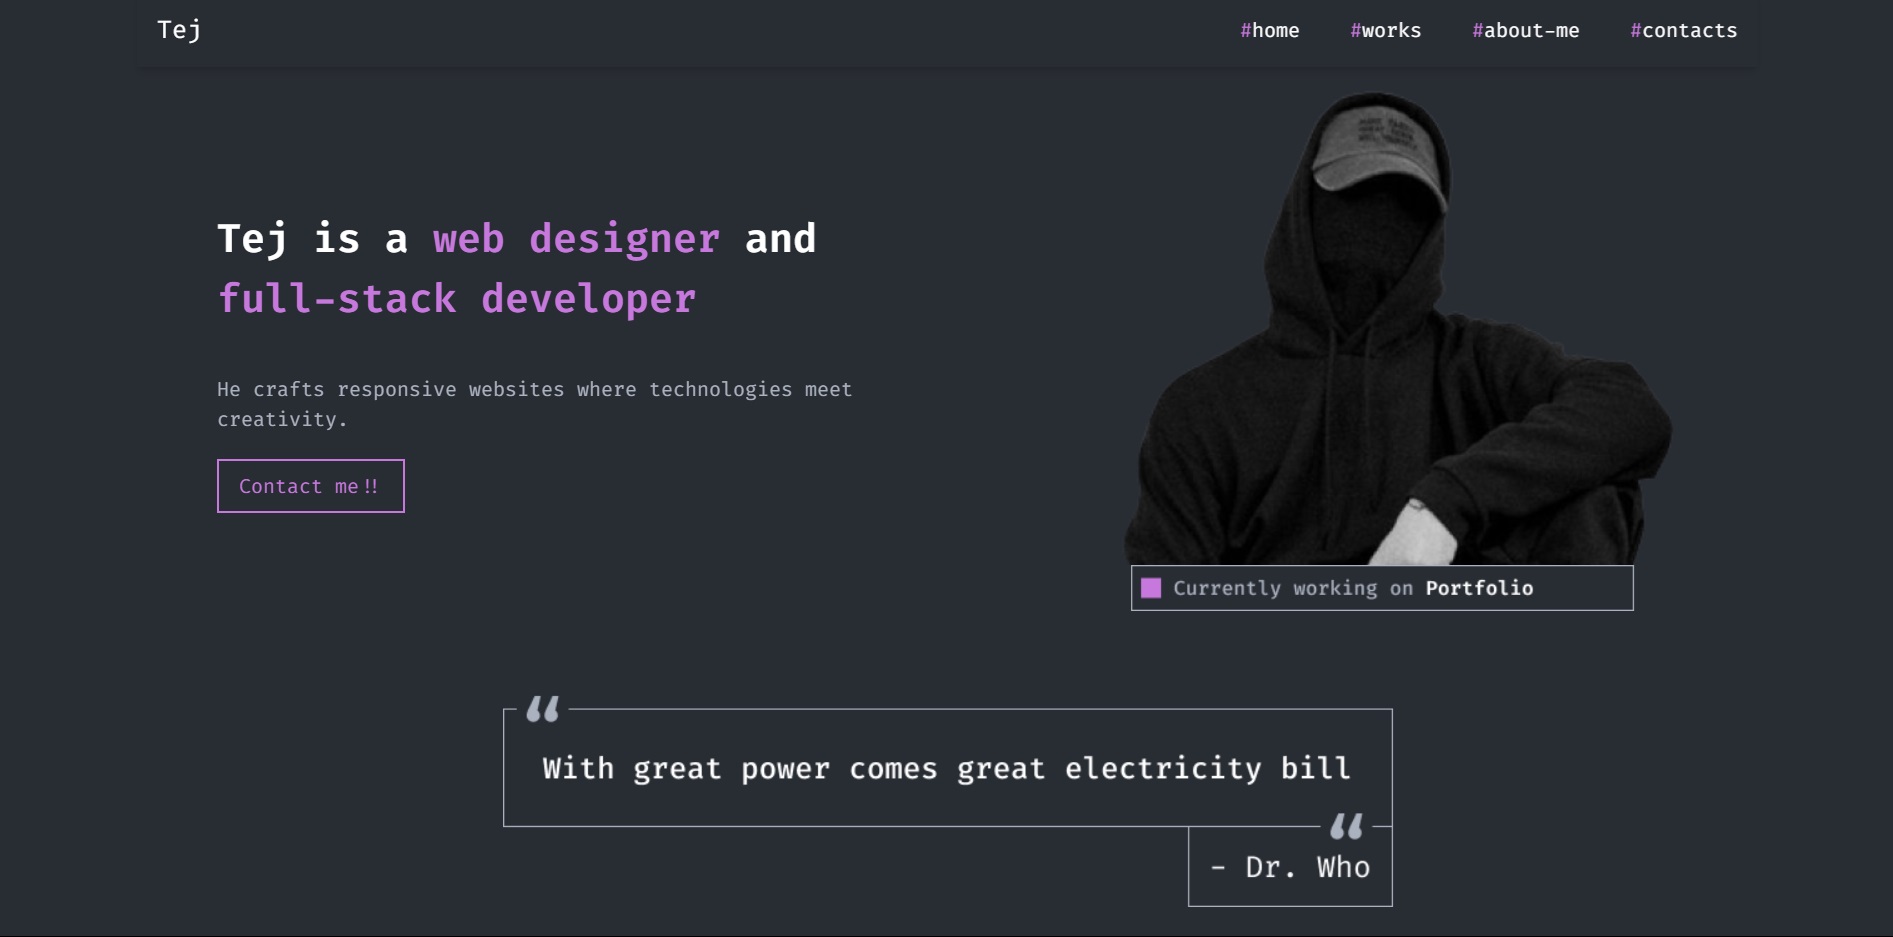 Tej
#home #works #about-me #contacts
Tej is a web designer and
full-stack developer
He crafts responsive websites where technologies meet
creativity.
Contact me!!
Currently working on Portfolio
“
With great power comes great electricity bill
“
- Dr. Who